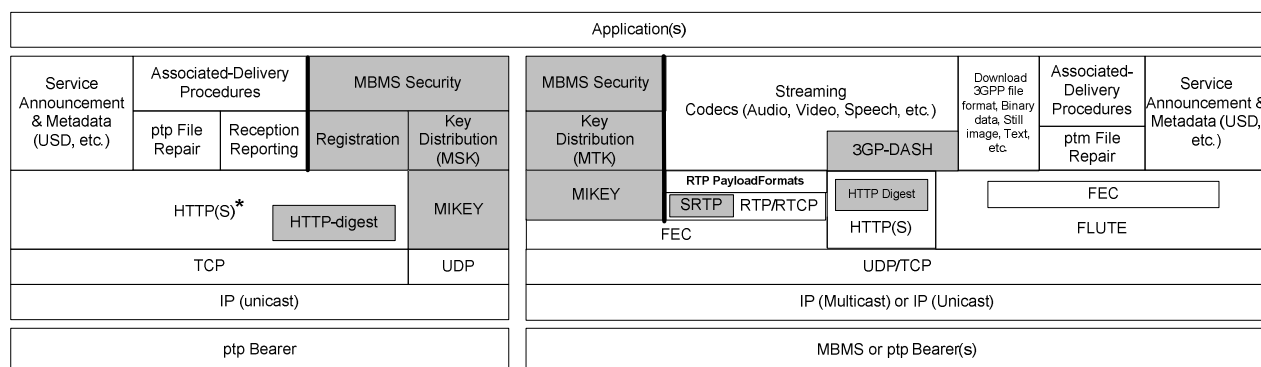 Application(s)
Service
Announcement
& Metadata
(USD, etc.)
Associated-Delivery
Procedures
ptp File
Repair
Reception
Reporting
MBMS Security
Registration
Key
Distribution
(MSK)
HTTP(S)*
HTTP-digest
MIKEY
TCP
UDP
IP (unicast)
ptp Bearer
MBMS Security
Key
Distribution
(MTK)
MIKEY
Streaming
Codecs (Audio, Video, Speech, etc.)
3GP-DASH
RTP PayloadFormats
SRTP
RTP/RTCP
HTTP Digest
HTTP(S)
FEC
Download
3GPP file
format, Binary
data, Still
image, Text,
etc.
Associated-
Delivery
Procedures
ptm File
Repair
Service
Announcement &
Metadata (USD,
etc.)
FEC
FLUTE
UDP/TCP
IP (Multicast) or IP (Unicast)
MBMS or ptp Bearer(s)